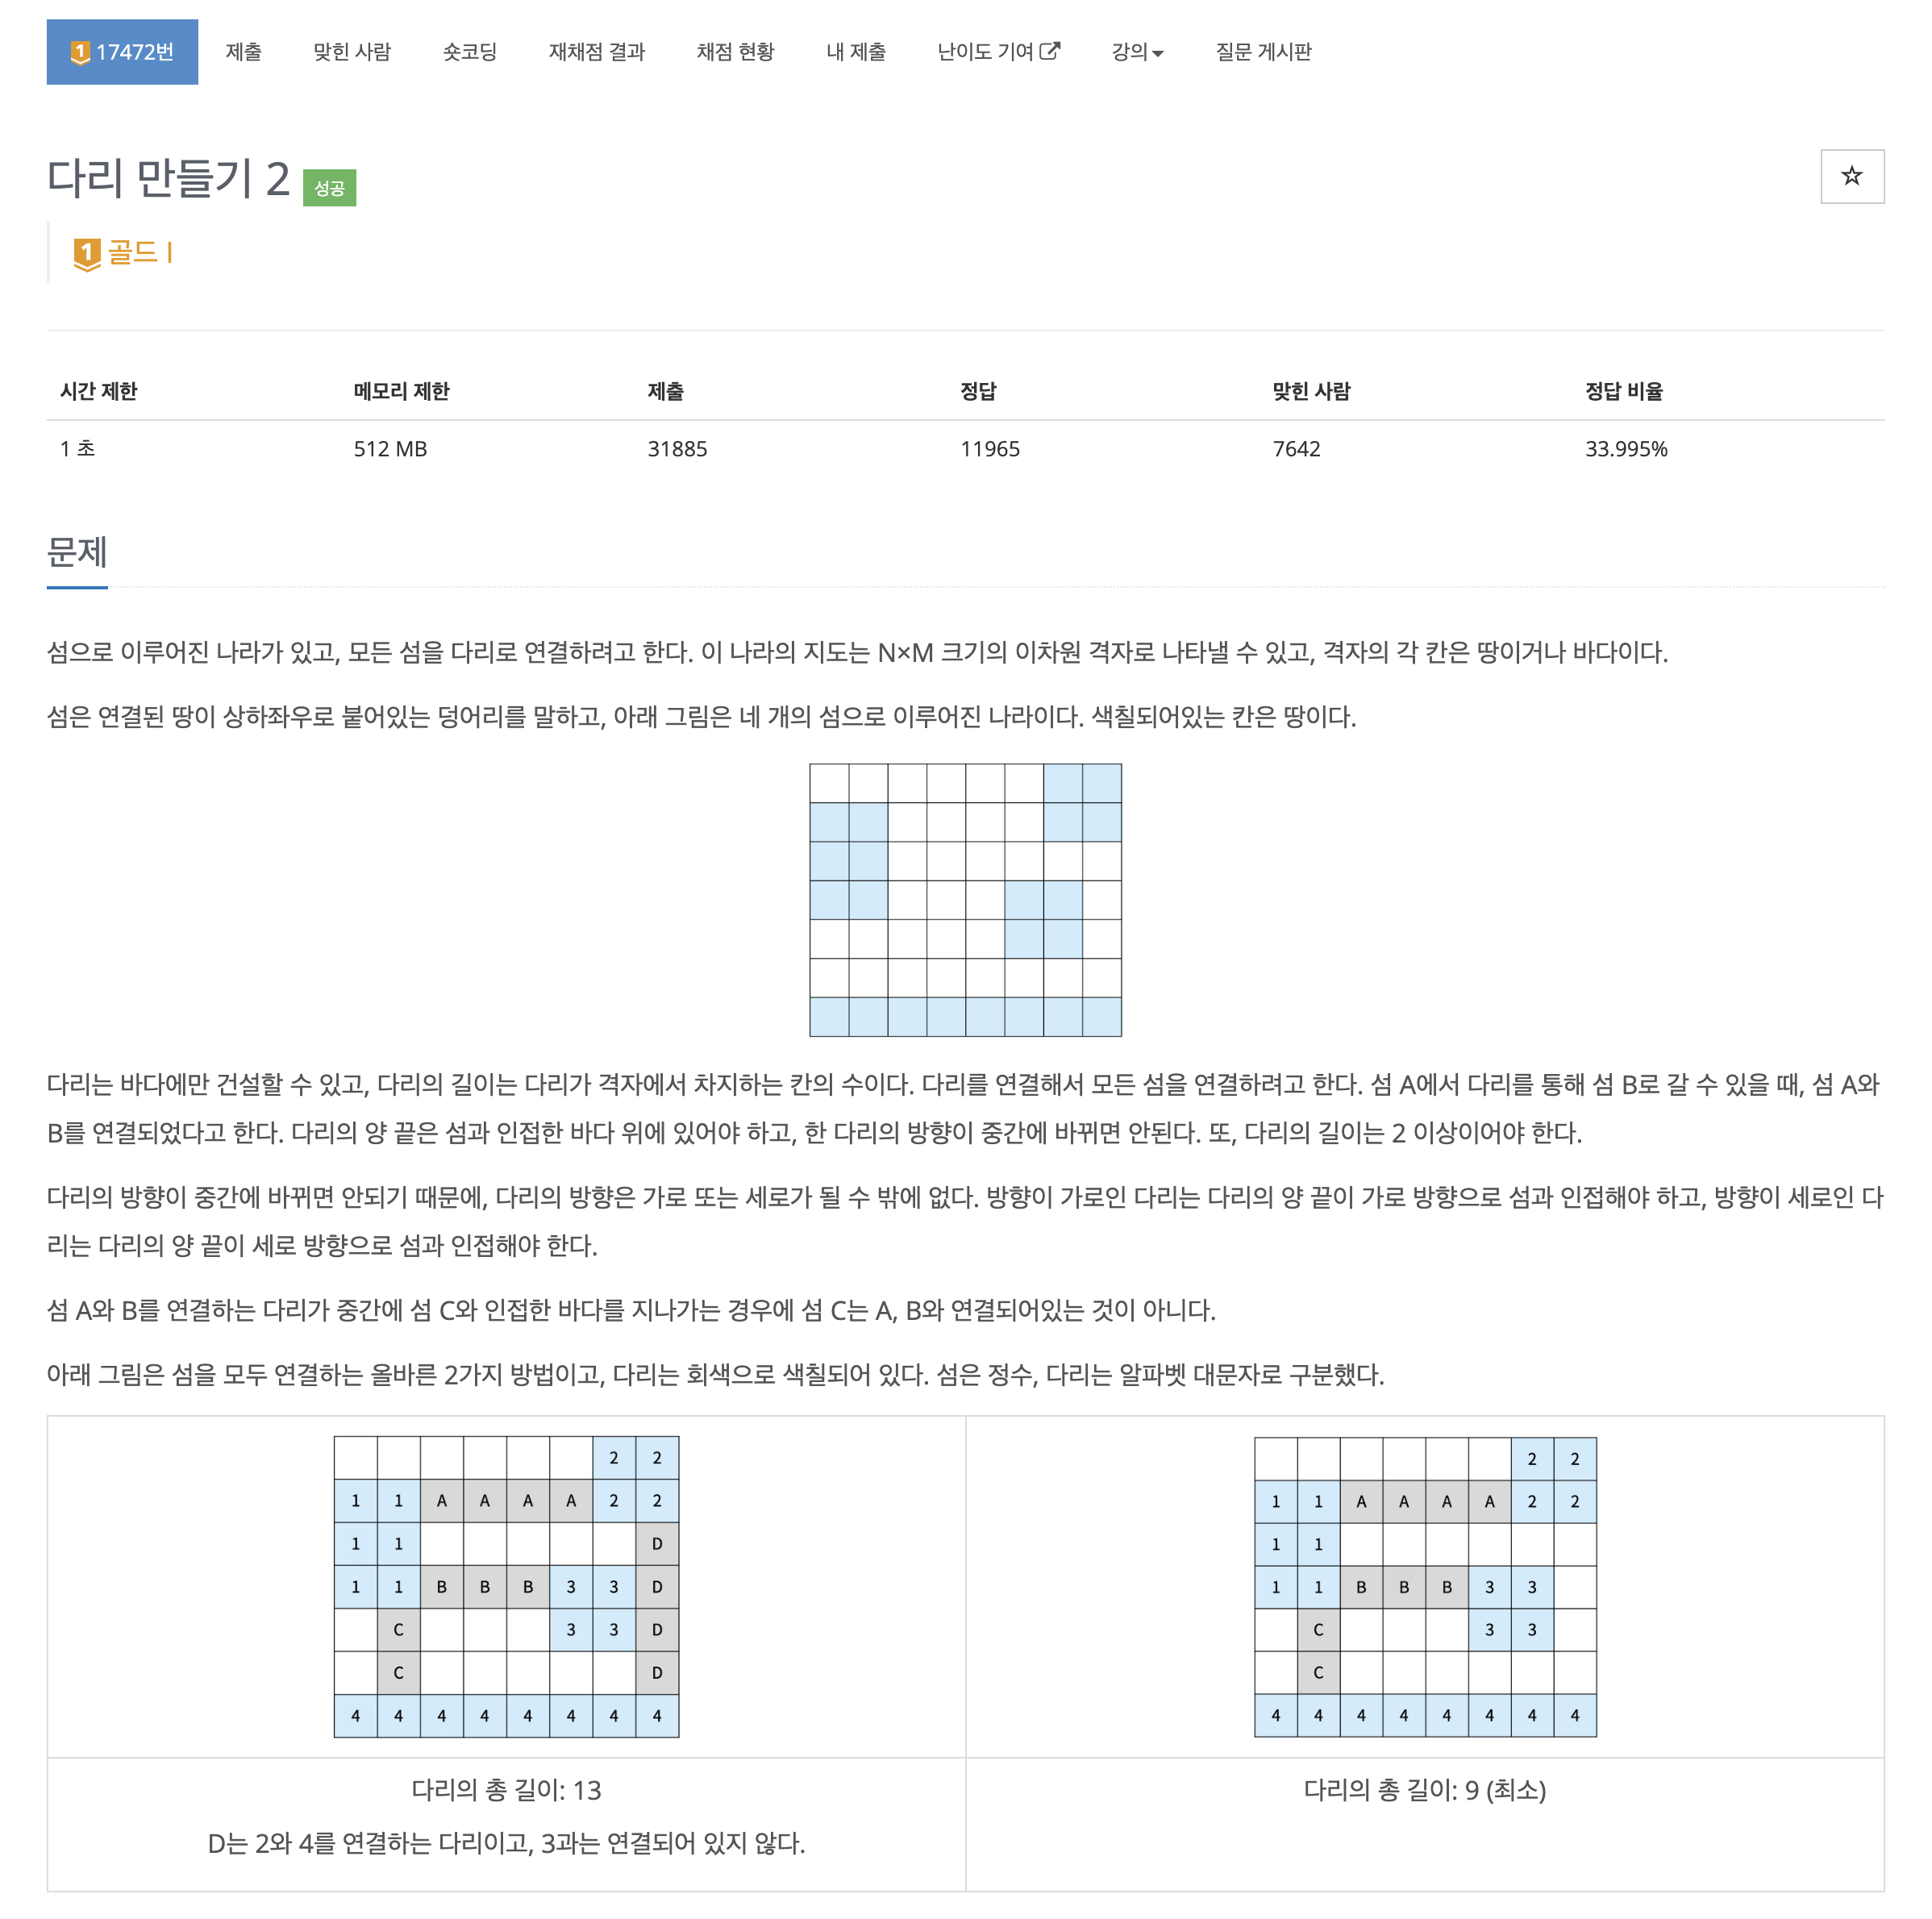 1 17472번 제출 맞힌 사람 숏코딩 재채점 결과 채점 현황 내 제출 난이도 기여 강의 질문 게시판
다리 만들기 2 성공
1 골드 I
시간 제한 메모리 제한 제출 정답 맞힌 사람 정답 비율
1 초 512 MB 31885 11965 7642 33.995%
문제
섬으로 이루어진 나라가 있고, 모든 섬을 다리로 연결하려고 한다. 이 나라의 지도는 N×M 크기의 이차원 격자로 나타낼 수 있고, 격자의 각 칸은 땅이거나 바다이다.
섬은 연결된 땅이 상하좌우로 붙어있는 덩어리를 말하고, 아래 그림은 네 개의 섬으로 이루어진 나라이다. 색칠되어있는 칸은 땅이다.
다리는 바다에만 건설할 수 있고, 다리의 길이는 다리가 격자에서 차지하는 칸의 수이다. 다리를 연결해서 모든 섬을 연결하려고 한다. 섬 A에서 다리를 통해 섬 B로 갈 수 있을 때, 섬 A와
B를 연결되었다고 한다. 다리의 양 끝은 섬과 인접한 바다 위에 있어야 하고, 한 다리의 방향이 중간에 바뀌면 안된다. 또, 다리의 길이는 2 이상이어야 한다.
다리의 방향이 중간에 바뀌면 안되기 때문에, 다리의 방향은 가로 또는 세로가 될 수 밖에 없다. 방향이 가로인 다리는 다리의 양 끝이 가로 방향으로 섬과 인접해야 하고, 방향이 세로인 다
리는 다리의 양 끝이 세로 방향으로 섬과 인접해야 한다.
섬 A와 B를 연결하는 다리가 중간에 섬 C와 인접한 바다를 지나가는 경우에 섬 C는 A, B와 연결되어있는 것이 아니다.
아래 그림은 섬을 모두 연결하는 올바른 2가지 방법이고, 다리는 회색으로 색칠되어 있다. 섬은 정수, 다리는 알파벳 대문자로 구분했다.
2 2
1 1 A A A A 2 2
1 1 D
1 1 B B B 3 3 D
C 3 3 D
C D
4 4 4 4 4 4 4 4
2 2
1 1 A A A A 2 2
1 1
1 1 B B B 3 3
C 3 3
C
4 4 4 4 4 4 4 4
다리의 총 길이: 13
D는 2와 4를 연결하는 다리이고, 3과는 연결되어 있지 않다.
다리의 총 길이: 9 (최소)